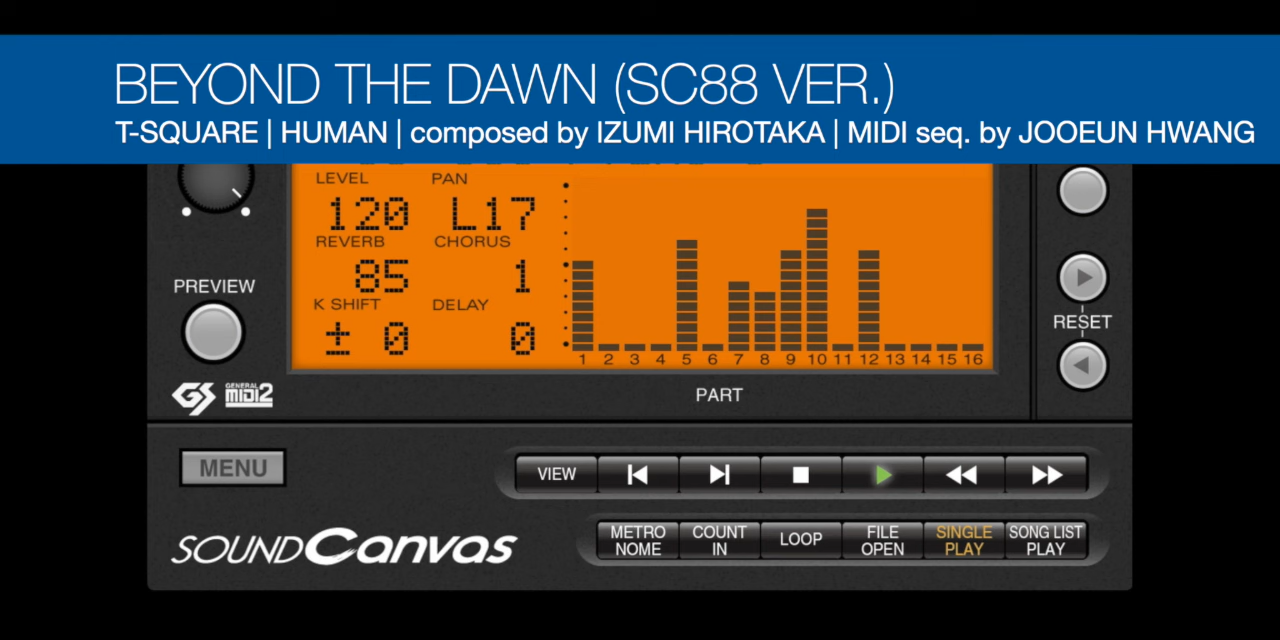 BEYOND THE DAWN (SC88 VER.)
T-SQUARE | HUMAN | composed by IZUMI HIROTAKA | MIDI seq. by JOOEUN HWANG
LEVEL PAN
120 L17
REVERB CHORUS
85 1
K SHIFT DELAY
± 0 0
1 2 3 4 5 6 7 8 9 10 11 12 13 14 15 16
PREVIEW
RESET
GS GENERAL MIDI2
PART
MENU
VIEW
SOUND Canvas
METRO NOME
COUNT IN
LOOP
FILE OPEN
SINGLE PLAY
SONG LIST PLAY